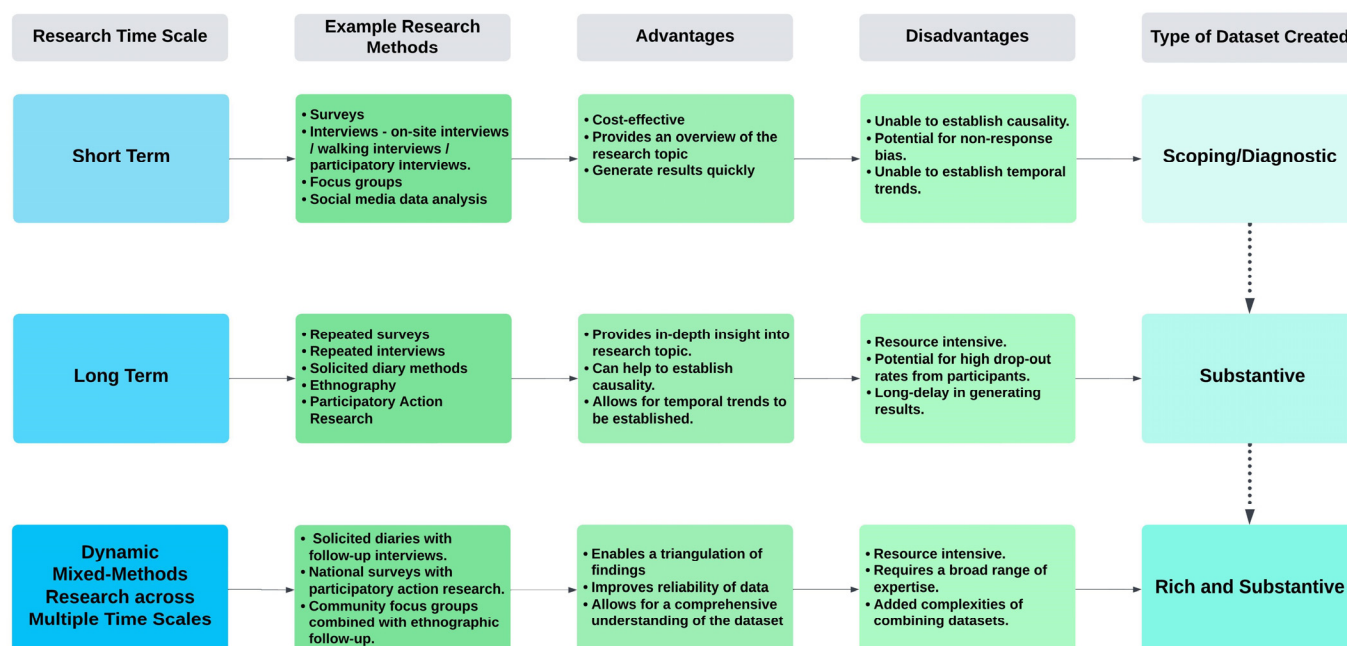 Research Time Scale
Example Research
Methods
Advantages
Disadvantages
Type of Dataset Created
Short Term
• Surveys
• Interviews - on-site interviews
/ walking interviews /
participatory interviews.
• Focus groups
• Social media data analysis
• Cost-effective
• Provides an overview of the
research topic
• Generate results quickly
• Unable to establish causality.
• Potential for non-response
bias.
• Unable to establish temporal
trends.
Scoping/Diagnostic
Long Term
• Repeated surveys
• Repeated interviews
• Solicited diary methods
• Ethnography
• Participatory Action
Research
• Provides in-depth insight into
research topic.
• Can help to establish
causality.
• Allows for temporal trends to
be established.
• Resource intensive.
• Potential for high drop-out
rates from participants.
• Long-delay in generating
results.
Substantive
Dynamic
Mixed-Methods
Research across
Multiple Time Scales
• Solicited diaries with
follow-up interviews.
• National surveys with
participatory action research.
• Community focus groups
combined with ethnographic
follow-up.
• Enables a triangulation of
findings
• Improves reliability of data
• Allows for a comprehensive
understanding of the dataset
• Resource intensive.
• Requires a broad range of
expertise.
• Added complexities of
combining datasets.
Rich and Substantive